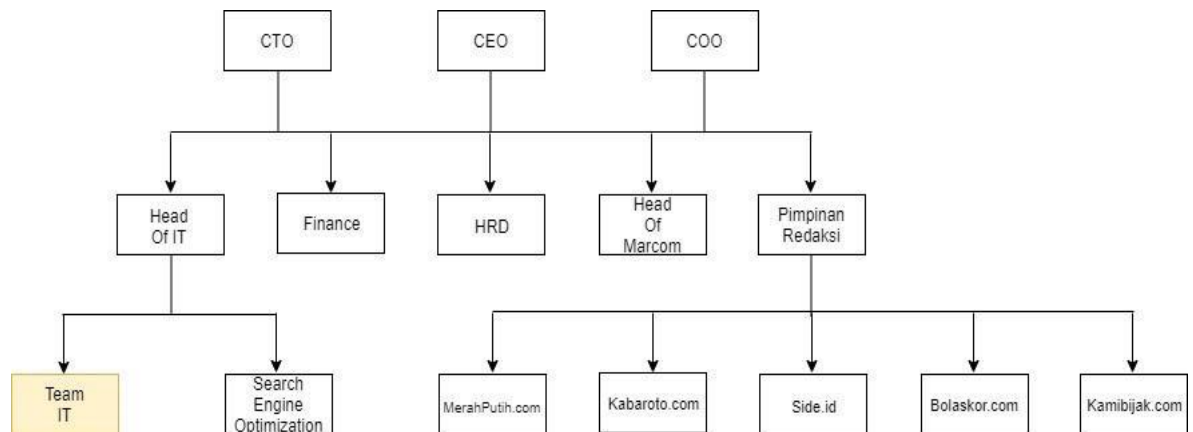 CTO
CEO
COO
Head
Of IT
Finance
HRD
Head
Of
Marcom
Pimpinan
Redaksi
Team
IT
Search
Engine
Optimization
MerahPutih.com
Kabaroto.com
Side.id
Bolaskor.com
Kamibijak.com